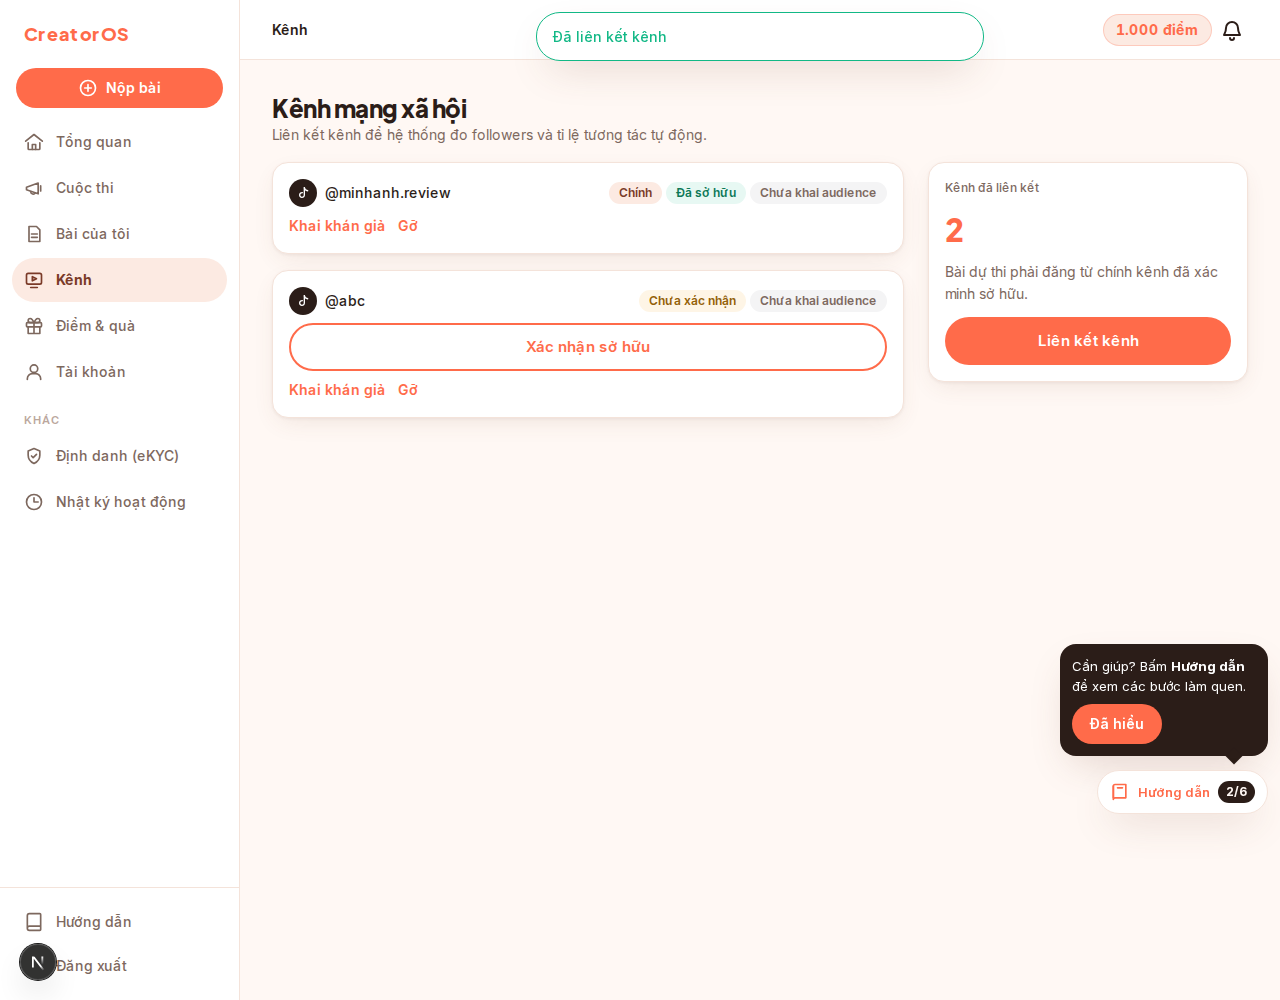 CreatorOS
Nộp bài
Tổng quan
Cuộc thi
Bài của tôi
Kênh
Điểm & quà
Tài khoản
KHÁC
Định danh (eKYC)
Nhật ký hoạt động
Hướng dẫn
N
Đăng xuất
Kênh
Đã liên kết kênh
1.000 điểm
Kênh mạng xã hội
Liên kết kênh để hệ thống đo followers và tỉ lệ tương tác tự động.
@minhanh.review
Chính
Đã sở hữu
Chưa khai audience
Khai khán giả
Gỡ
@abc
Chưa xác nhận
Chưa khai audience
Xác nhận sở hữu
Khai khán giả
Gỡ
Kênh đã liên kết
2
Bài dự thi phải đăng từ chính kênh đã xác
minh sở hữu.
Liên kết kênh
Cần giúp? Bấm Hướng dẫn
để xem các bước làm quen.
Đã hiểu
Hướng dẫn
2/6